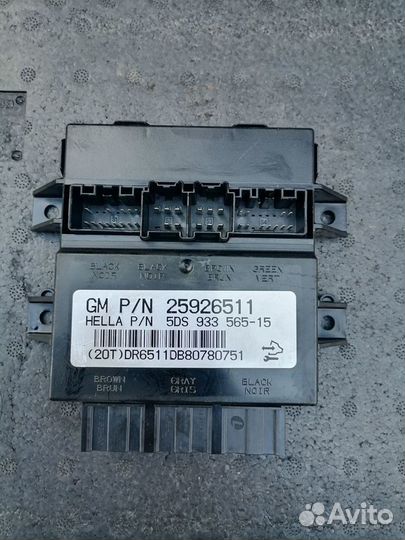 BLACK BLACK BROWN GREEN
NOIR NOIR BRUN VERT
GM P/N 25926511
HELLA P/N 5DS 933 565-15
(20T)DR6511DB80780751
BROWN GRAY BLACK
BRUN GRIS NOIR
Avito